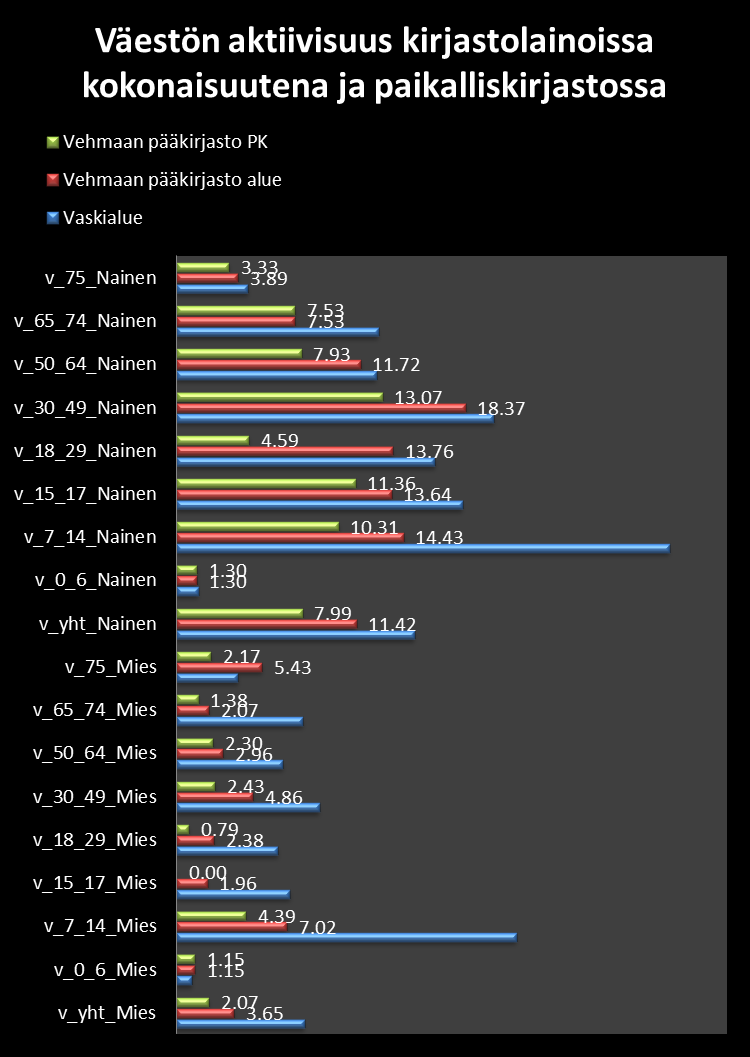 Väestön aktiivisuus kirjastolainoissa
kokonaisuutena ja paikalliskirjastossa
Vehmaan pääkirjasto PK
Vehmaan pääkirjasto alue
Vaskialue
v_75_Nainen
3.33
3.89
v_65_74_Nainen
7.53
7.53
v_50_64_Nainen
7.93
11.72
v_30_49_Nainen
13.07
18.37
v_18_29_Nainen
4.59
13.76
v_15_17_Nainen
11.36
13.64
v_7_14_Nainen
10.31
14.43
v_0_6_Nainen
1.30
1.30
v_yht_Nainen
7.99
11.42
v_75_Mies
2.17
5.43
v_65_74_Mies
1.38
2.07
v_50_64_Mies
2.30
2.96
v_30_49_Mies
2.43
4.86
v_18_29_Mies
0.79
2.38
v_15_17_Mies
0.00
1.96
v_7_14_Mies
4.39
7.02
v_0_6_Mies
1.15
1.15
v_yht_Mies
2.07
3.65